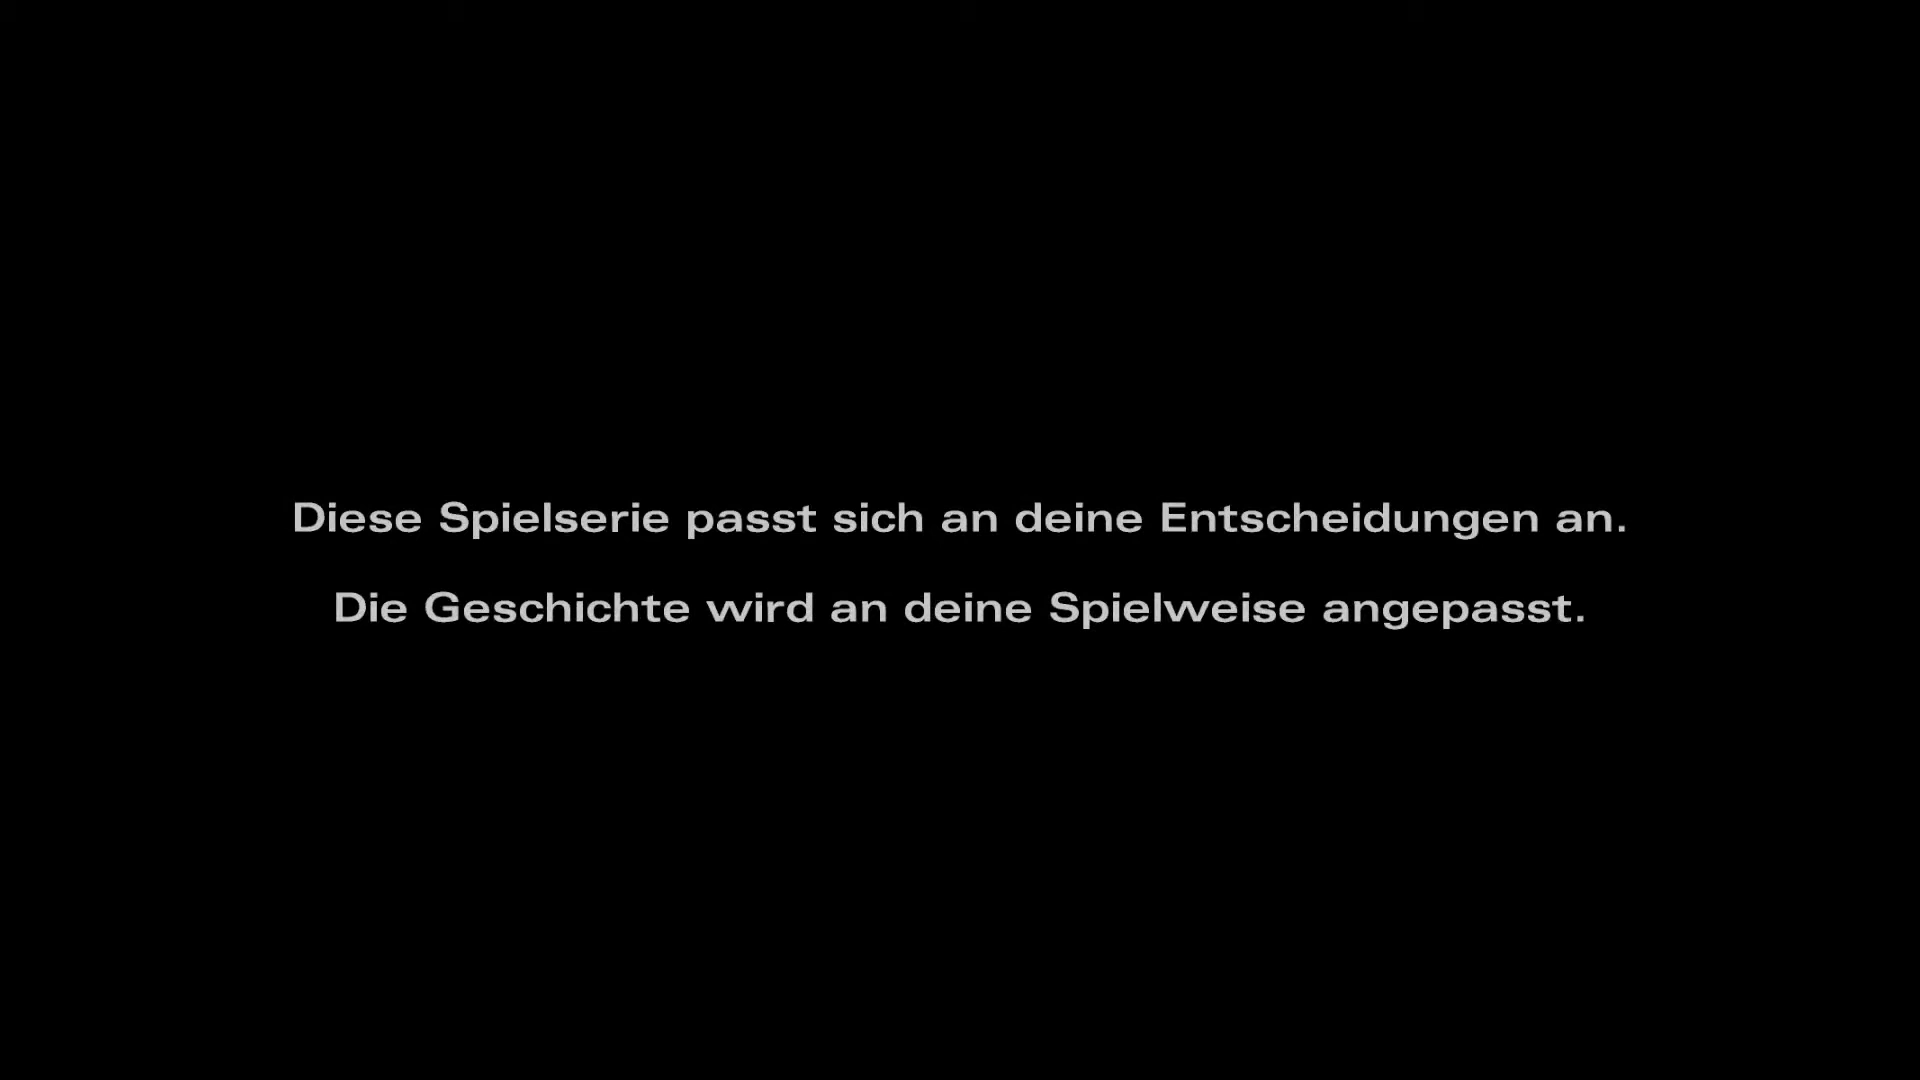 Diese Spielserie passt sich an deine Entscheidungen an.
Die Geschichte wird an deine Spielweise angepasst.